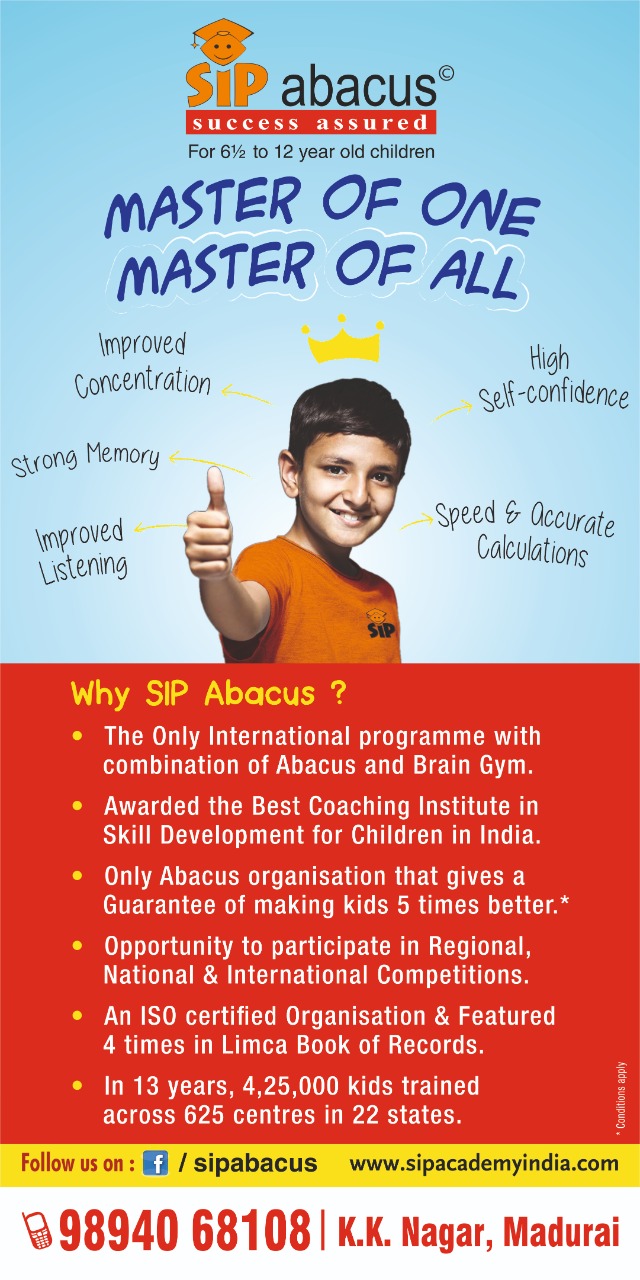 SIP abacus©
success assured
For 6½ to 12 year old children
MASTER OF ONE
MASTER OF ALL
Improved
Concentration
High
Self-confidence
Strong Memory
Improved
Listening
Speed & Accurate
Calculations
SIP
Why SIP Abacus ?
• The Only International programme with
combination of Abacus and Brain Gym.
• Awarded the Best Coaching Institute in
Skill Development for Children in India.
• Only Abacus organisation that gives a
Guarantee of making kids 5 times better.*
• Opportunity to participate in Regional,
National & International Competitions.
• An ISO certified Organisation & Featured
4 times in Limca Book of Records.
• In 13 years, 4,25,000 kids trained
across 625 centres in 22 states.
* Conditions apply
Follow us on : f / sipabacus www.sipacademyindia.com
98940 68108 | K.K. Nagar, Madurai